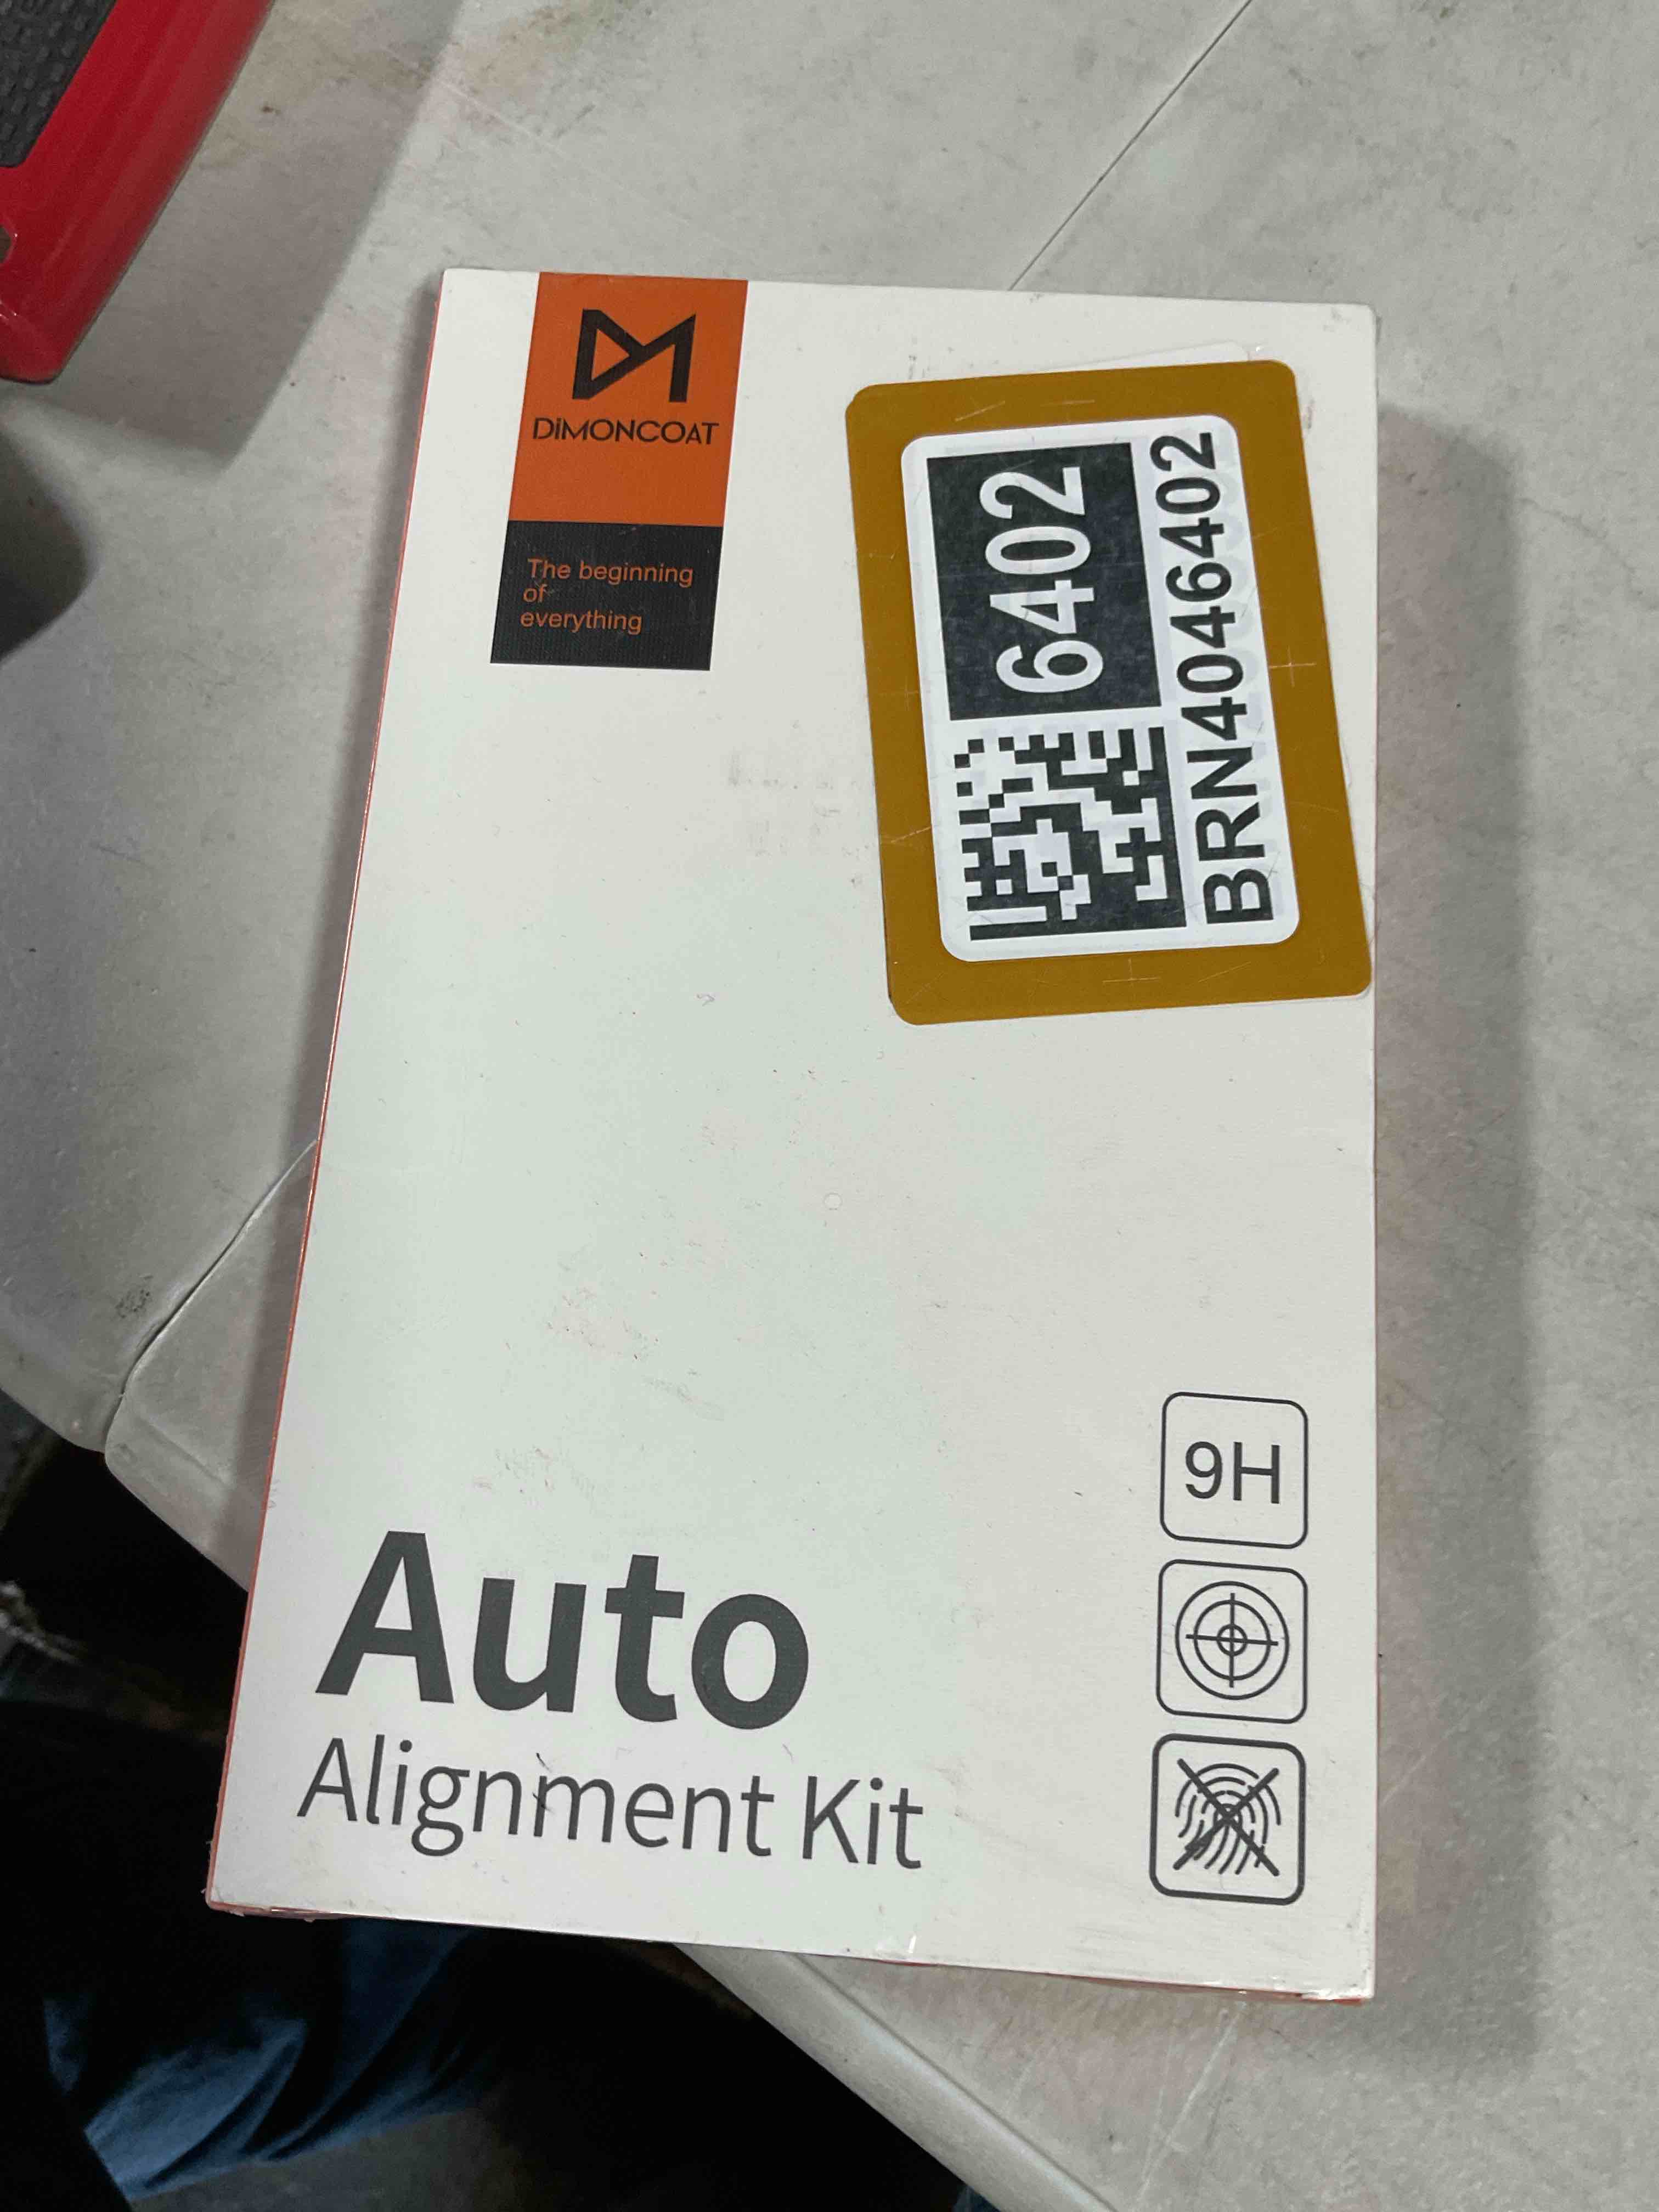 DiMONCOAT
The beginning
of
everything
6402
BRN4046402
9H
Auto
Alignment Kit